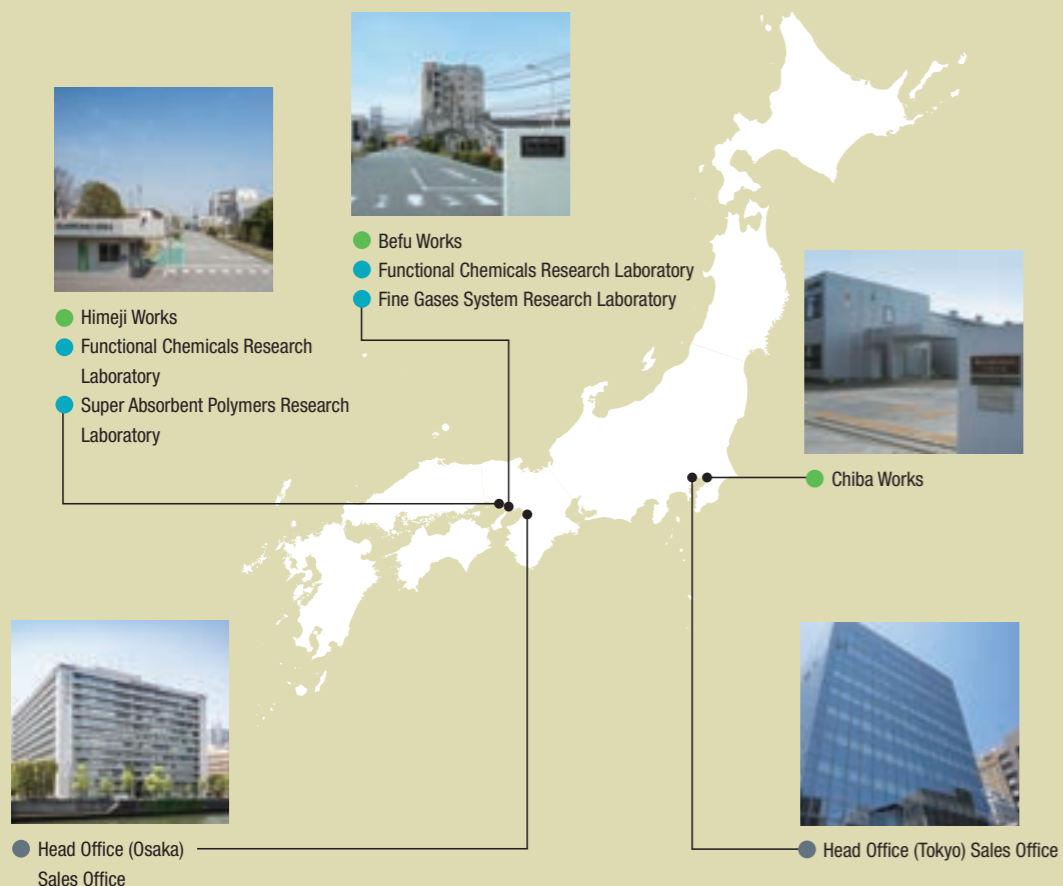 Befu Works
Functional Chemicals Research Laboratory
Fine Gases System Research Laboratory
Himeji Works
Functional Chemicals Research
Laboratory
Super Absorbent Polymers Research
Laboratory
Chiba Works
Head Office (Osaka)
Sales Office
Head Office (Tokyo) Sales Office